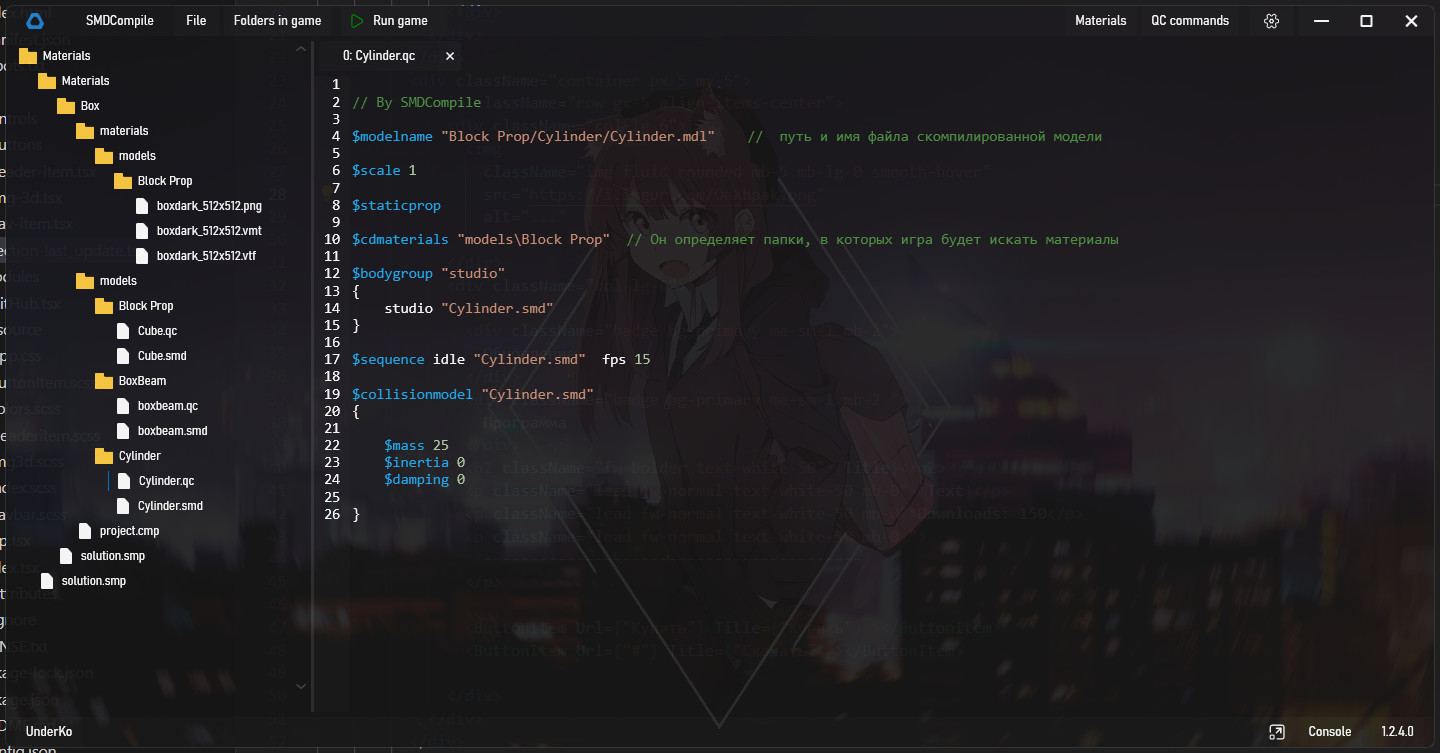 SMDCompile File Folders in game Run game Materials QC commands
Materials
Materials
Box
materials
models
Block Prop
boxdark_512x512.png
boxdark_512x512.vmt
boxdark_512x512.vtf
models
Block Prop
Cube.qc
Cube.smd
BoxBeam
boxbeam.qc
boxbeam.smd
Cylinder
Cylinder.qc
Cylinder.smd
project.cmp
solution.smp
solution.smp
0: Cylinder.qc
1
2 // By SMDCompile
3
4 $modelname "Block Prop/Cylinder/Cylinder.mdl" // путь и имя файла скомпилированной модели
5
6 $scale 1
7
8 $staticprop
9
10 $cdmaterials "models\Block Prop" // Он определяет папки, в которых игра будет искать материалы
11
12 $bodygroup "studio"
13 {
14 studio "Cylinder.smd"
15 }
16
17 $sequence idle "Cylinder.smd" fps 15
18
19 $collisionmodel "Cylinder.smd"
20 {
21
22 $mass 25
23 $inertia 0
24 $damping 0
25
26 }
UnderKo Console 1.2.4.0